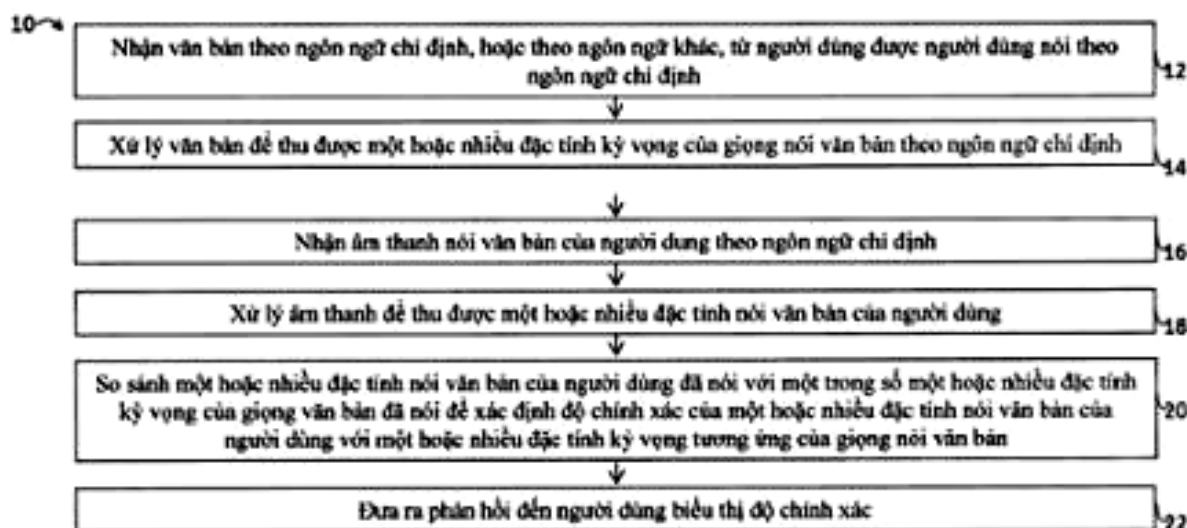 10
Nhận văn bản theo ngôn ngữ chỉ định, hoặc theo ngôn ngữ khác, từ người dùng được người dùng nói theo
ngôn ngữ chỉ định
12
Xử lý văn bản để thu được một hoặc nhiều đặc tính kỳ vọng của giọng nói văn bản theo ngôn ngữ chỉ định
14
Nhận âm thanh nói văn bản của người dung theo ngôn ngữ chỉ định
16
Xử lý âm thanh để thu được một hoặc nhiều đặc tính nói văn bản của người dùng
18
So sánh một hoặc nhiều đặc tính nói văn bản của người dùng đã nói với một trong số một hoặc nhiều đặc tính
kỳ vọng của giọng văn bản đã nói để xác định độ chính xác của một hoặc nhiều đặc tính nói văn bản của
người dùng với một hoặc nhiều đặc tính kỳ vọng tương ứng của giọng nói văn bản
20
Đưa ra phản hồi đến người dùng biểu thị độ chính xác
22